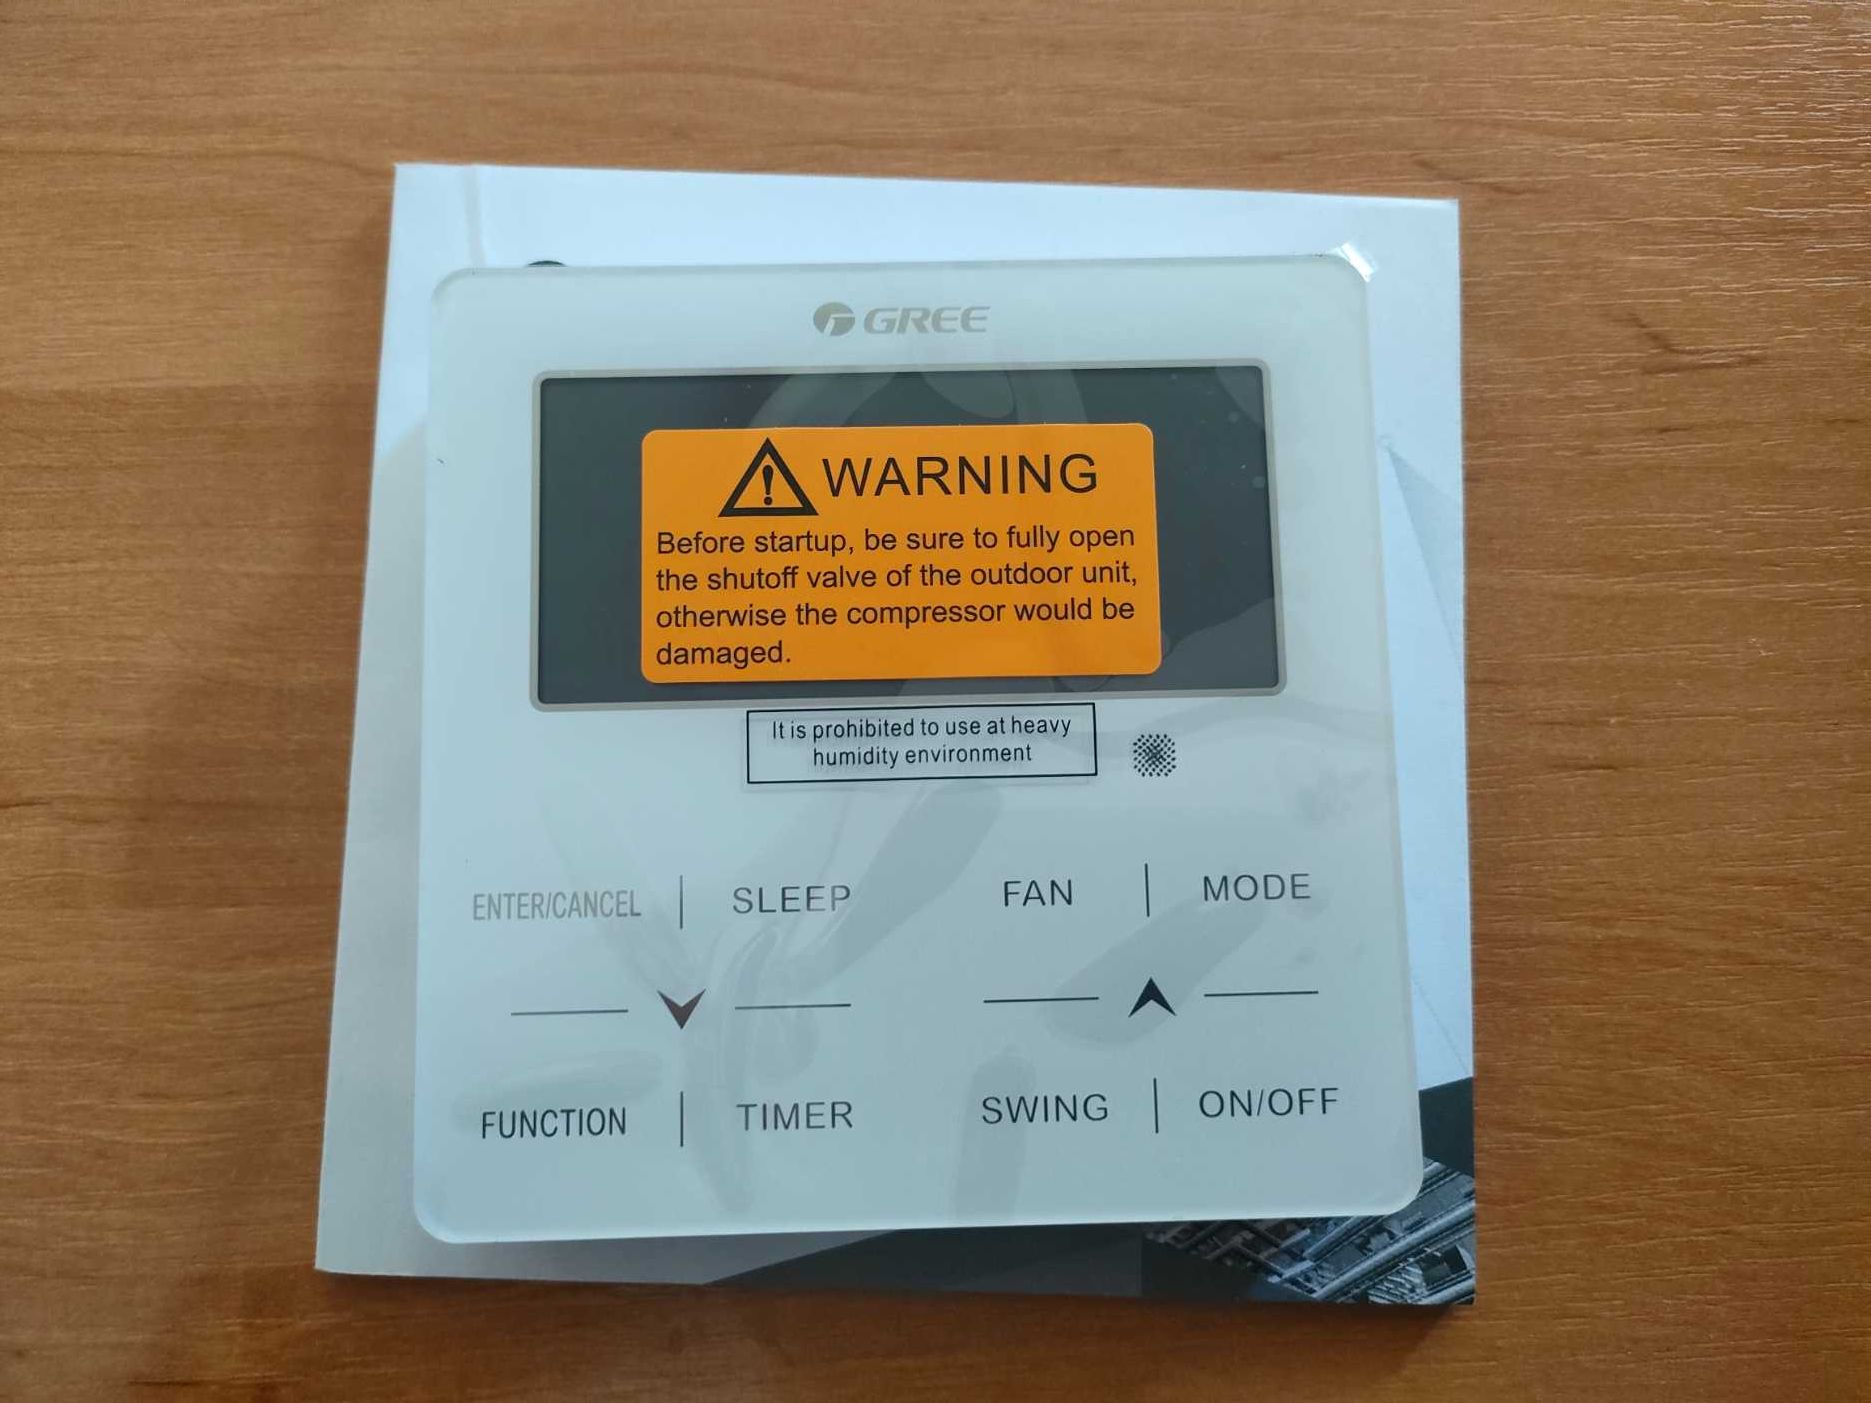 GREE
WARNING
Before startup, be sure to fully open
the shutoff valve of the outdoor unit,
otherwise the compressor would be
damaged.
It is prohibited to use at heavy
humidity environment
ENTER/CANCEL SLEEP FAN MODE
FUNCTION TIMER SWING ON/OFF